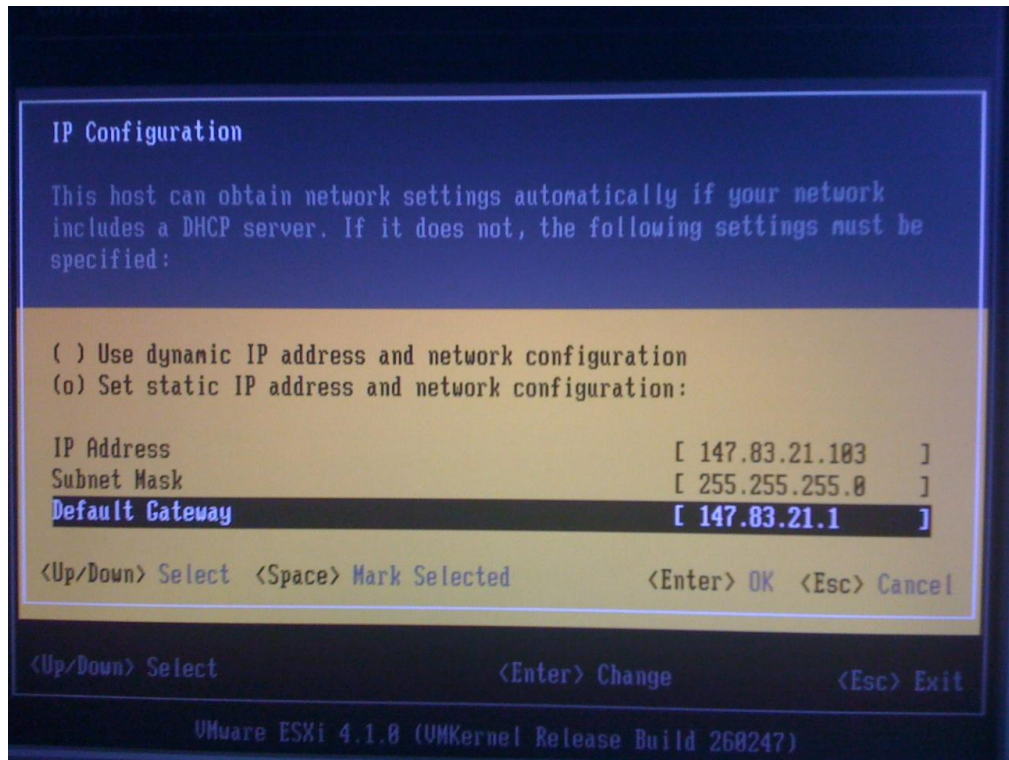 IP Configuration
This host can obtain network settings automatically if your network
includes a DHCP server. If it does not, the following settings must be
specified:
( ) Use dynamic IP address and network configuration
(o) Set static IP address and network configuration:
IP Address [ 147.83.21.103 ]
Subnet Mask [ 255.255.255.0 ]
Default Gateway [ 147.83.21.1 ]
<Up/Down> Select <Space> Mark Selected <Enter> OK <Esc> Cancel
<Up/Down> Select <Enter> Change <Esc> Exit
VMware ESXi 4.1.0 (VMKernel Release Build 260247)